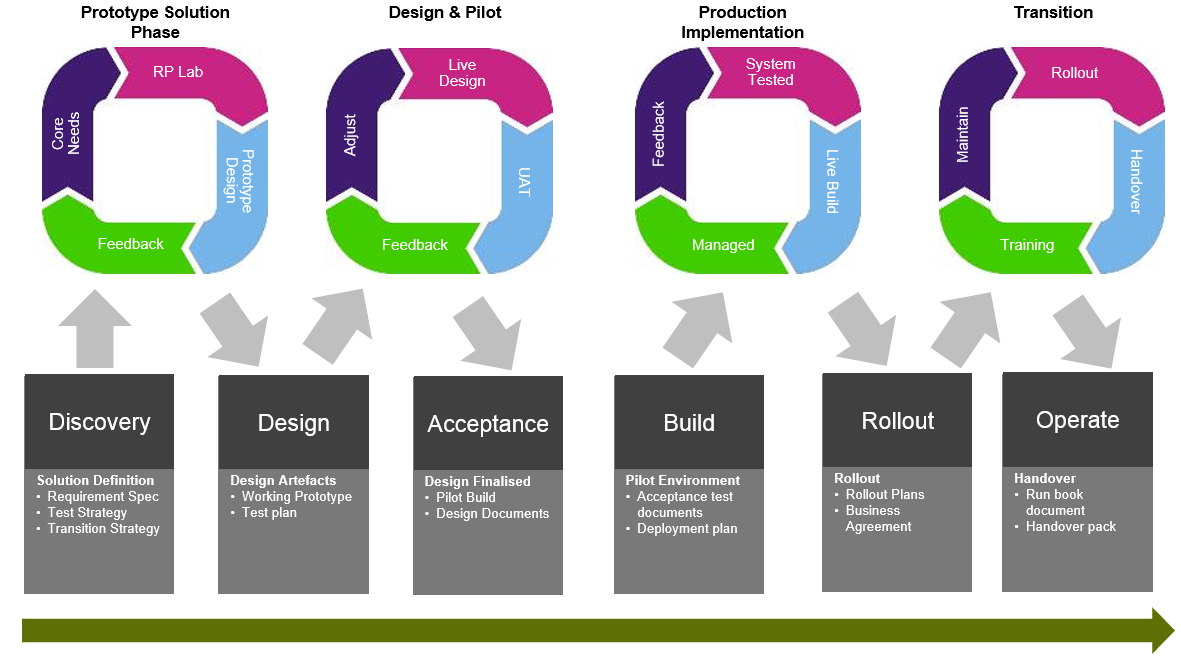 Prototype Solution
Phase
Design & Pilot
Production
Implementation
Transition
Core
Needs
RP Lab
Prototype
Design
Feedback
Adjust
Live
Design
UAT
Feedback
Feedback
System
Tested
Live Build
Managed
Maintain
Rollout
Handover
Training
Discovery
Solution Definition
• Requirement Spec
• Test Strategy
• Transition Strategy
Design
Design Artefacts
• Working Prototype
• Test plan
Acceptance
Design Finalised
• Pilot Build
• Design Documents
Build
Pilot Environment
• Acceptance test
documents
• Deployment plan
Rollout
Rollout
• Rollout Plans
• Business
Agreement
Operate
Handover
• Run book
document
• Handover pack